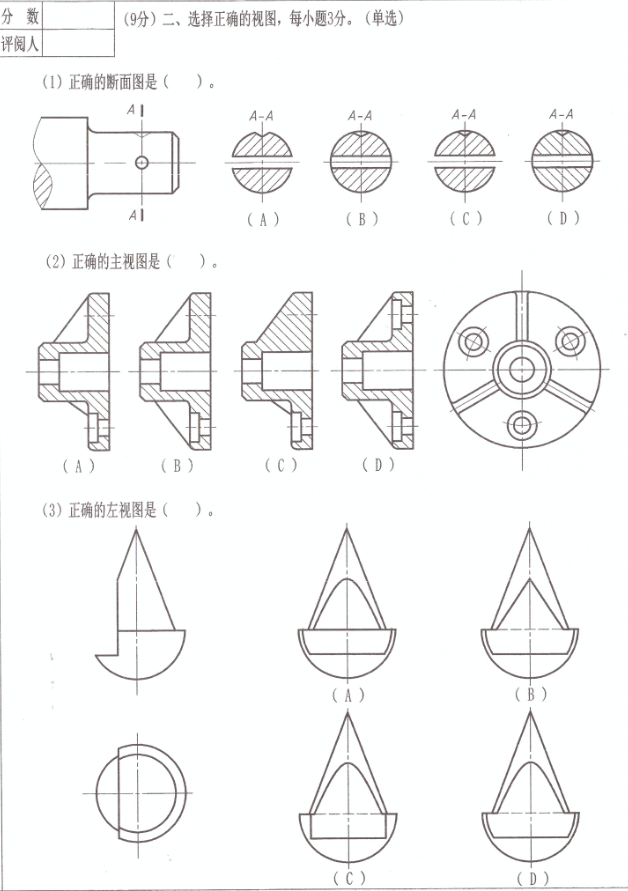 分 数
评阅人
(9分) 二、选择正确的视图，每小题3分。(单选)
(1) 正确的断面图是 (　　) 。
A
A
A-A A-A A-A A-A
( A ) ( B ) ( C ) ( D )
(2) 正确的主视图是 (　　) 。
( A ) ( B ) ( C ) ( D )
(3) 正确的左视图是 (　　) 。
( A ) ( B )
( C ) ( D )